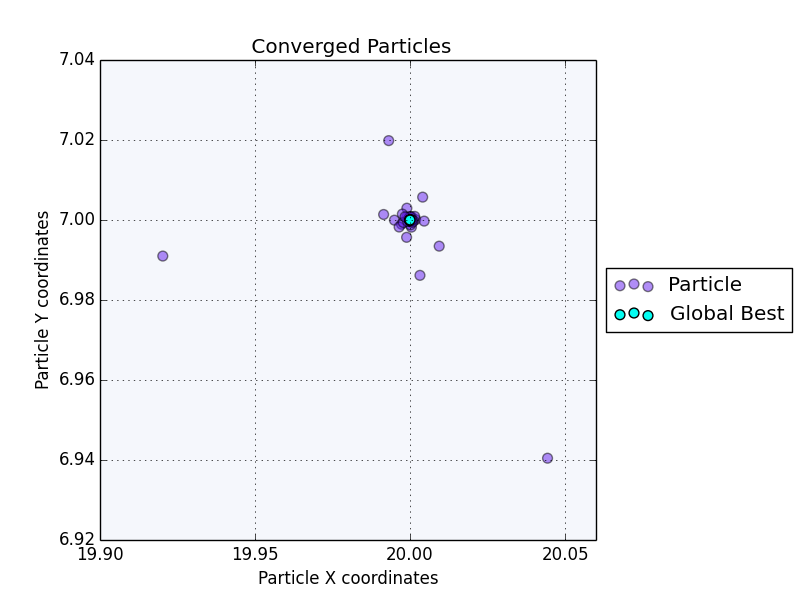 Converged Particles
7.04
7.02
7.00
6.98
6.96
6.94
6.92
Particle Y coordinates
19.90 19.95 20.00 20.05
Particle X coordinates
Particle
Global Best